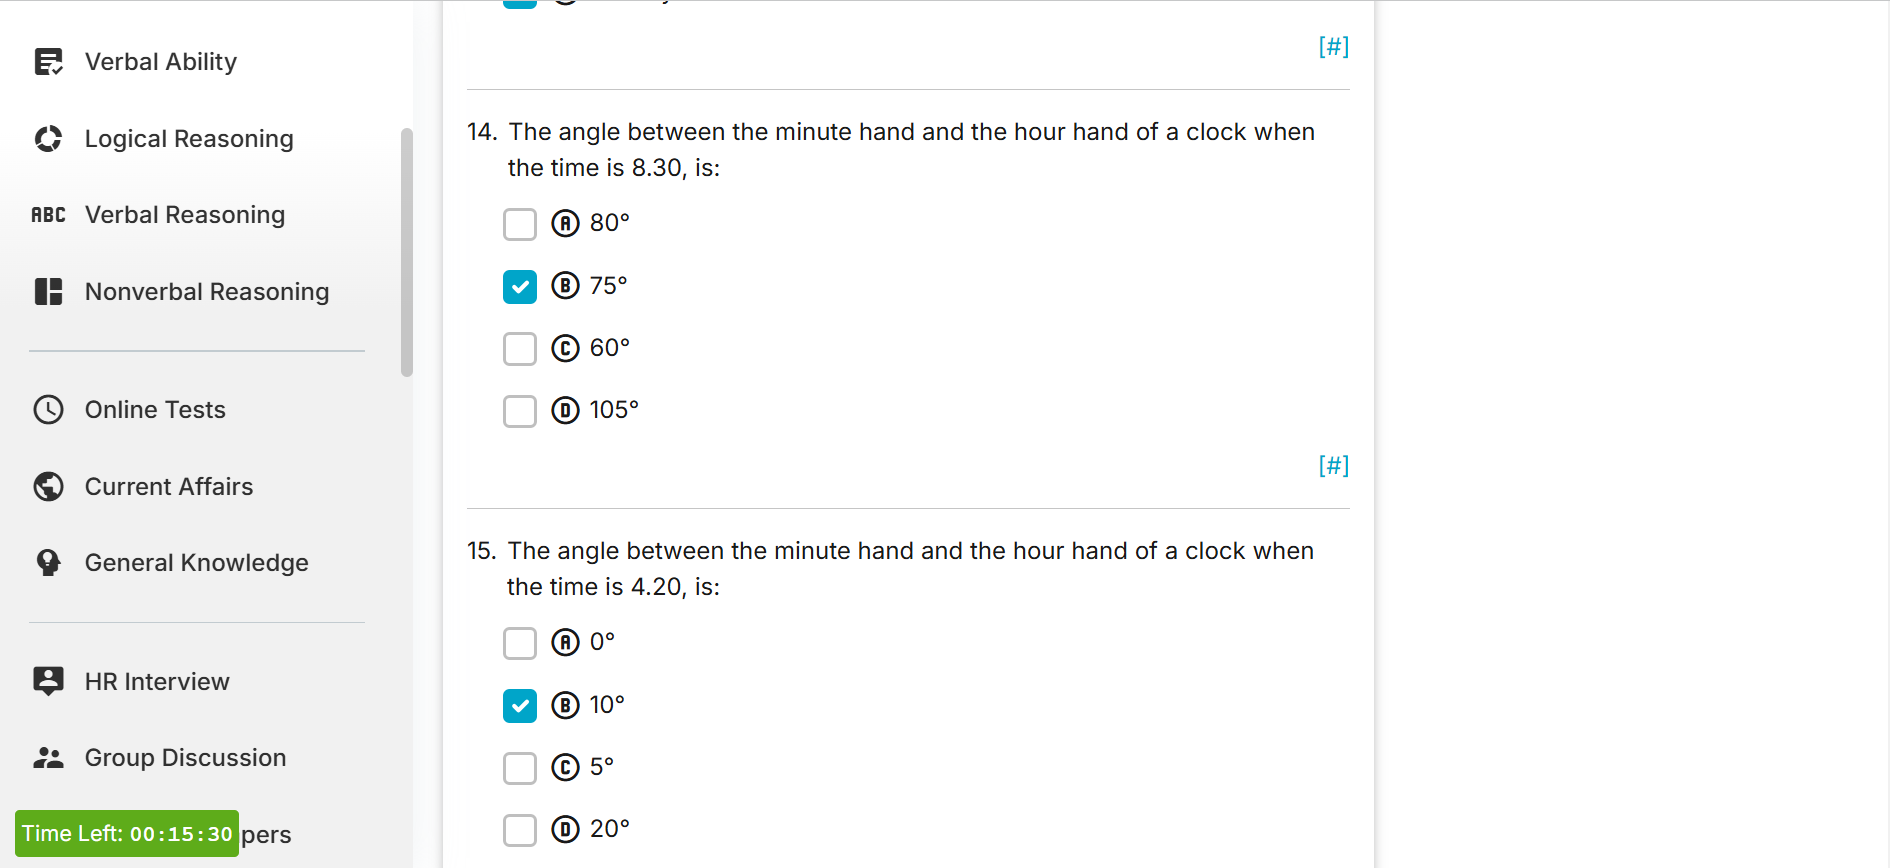 Verbal Ability
Logical Reasoning
ABC Verbal Reasoning
Nonverbal Reasoning
Online Tests
Current Affairs
General Knowledge
HR Interview
Group Discussion
Time Left: 00:15:30 pers
[#]
14. The angle between the minute hand and the hour hand of a clock when
the time is 8.30, is:
A 80°
B 75°
C 60°
D 105°
[#]
15. The angle between the minute hand and the hour hand of a clock when
the time is 4.20, is:
A 0°
B 10°
C 5°
D 20°